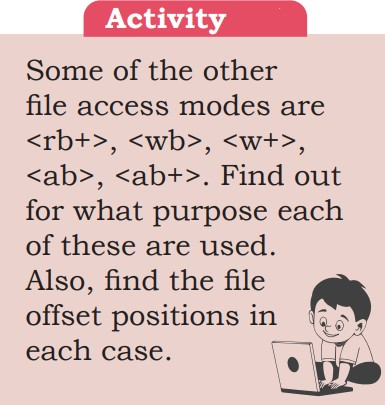 Activity
Some of the other
file access modes are
<rb+>, <wb>, <w+>,
<ab>, <ab+>. Find out
for what purpose each
of these are used.
Also, find the file
offset positions in
each case.